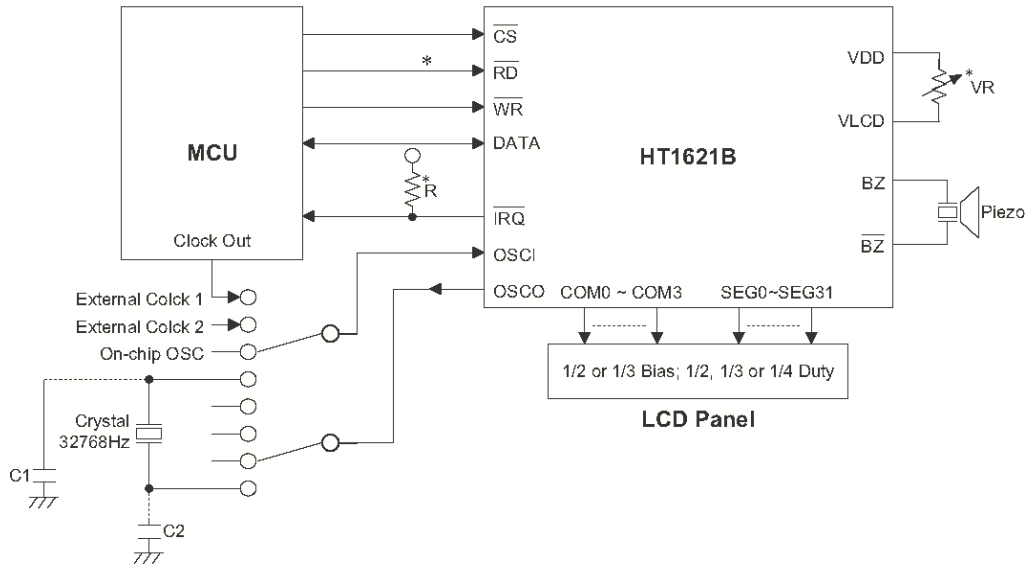 MCU
Clock Out
CS
RD
*
WR
DATA
*
R
IRQ
OSCI
OSCO
COM0 ~ COM3
SEG0~SEG31
HT1621B
VDD
*
VR
VLCD
BZ
Piezo
BZ
External Colck 1
External Colck 2
On-chip OSC
Crystal
32768Hz
C1
C2
1/2 or 1/3 Bias; 1/2, 1/3 or 1/4 Duty
LCD Panel